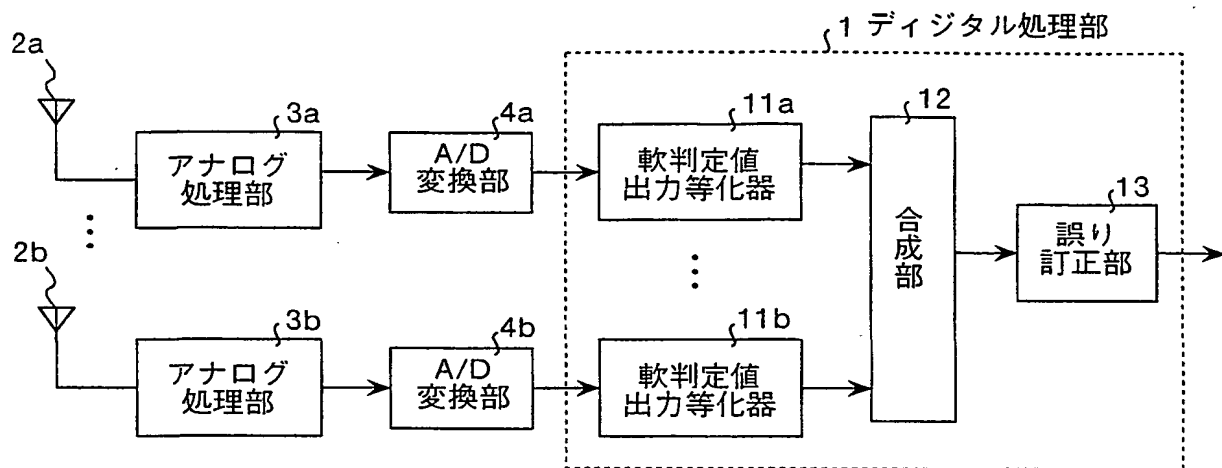 1 ディジタル処理部
2a
3a
アナログ
処理部
4a
A/D
変換部
11a
軟判定値
出力等化器
12
合成部
13
誤り
訂正部
2b
3b
アナログ
処理部
4b
A/D
変換部
11b
軟判定値
出力等化器